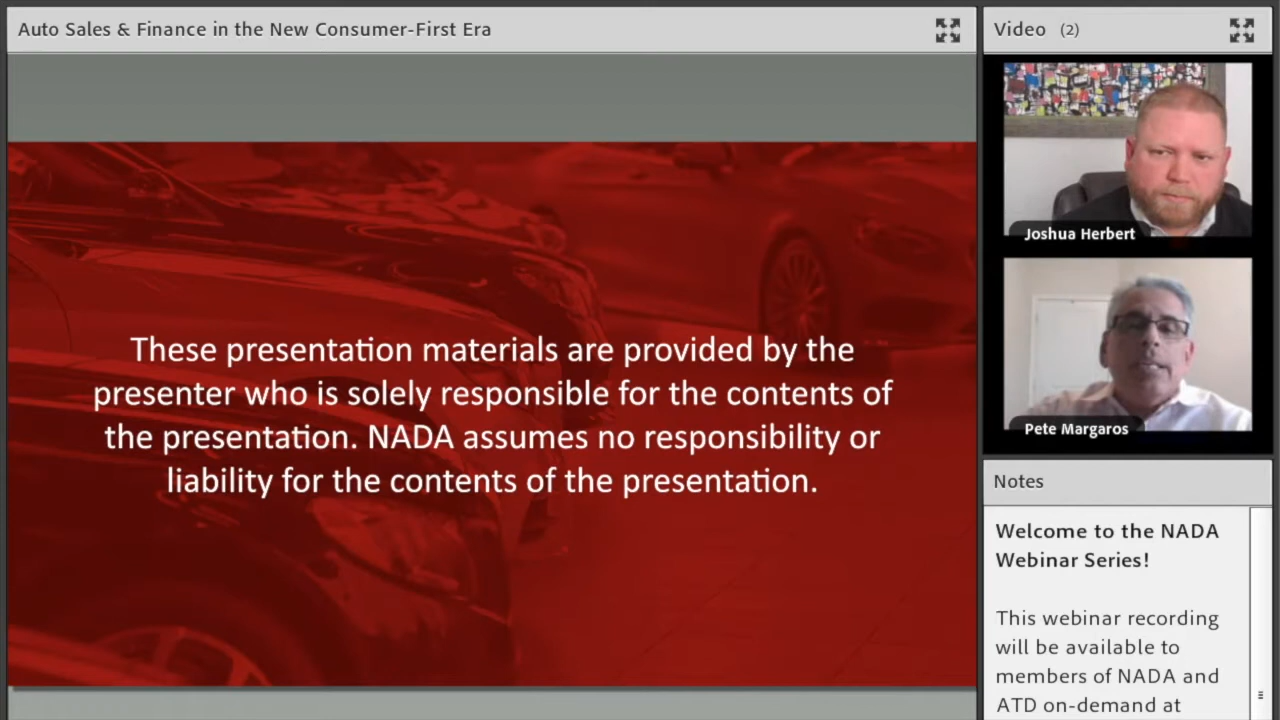 Auto Sales & Finance in the New Consumer-First Era
These presentation materials are provided by the
presenter who is solely responsible for the contents of
the presentation. NADA assumes no responsibility or
liability for the contents of the presentation.
Video (2)
Joshua Herbert
Pete Margaros
Notes
Welcome to the NADA
Webinar Series!
This webinar recording
will be available to
members of NADA and
ATD on-demand at